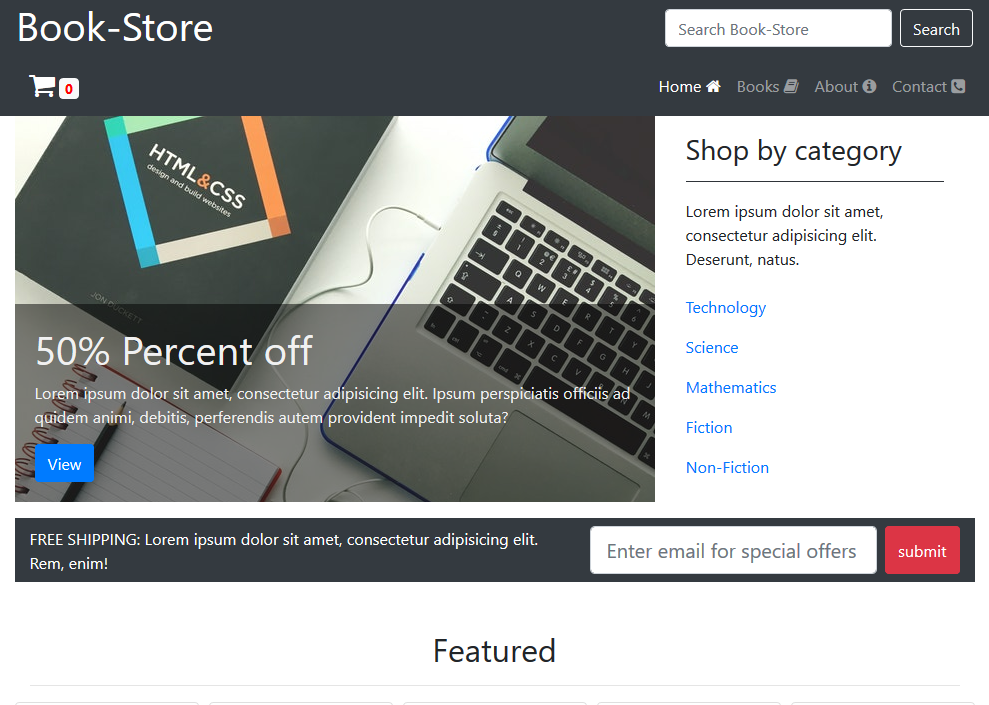 Book-Store
Search Book-Store
Search
0
Home
Books
About
Contact
HTML&CSS
design and build websites
JON DUCKETT
50% Percent off
Lorem ipsum dolor sit amet, consectetur adipisicing elit. Ipsum perspiciatis officiis ad
quidem animi, debitis, perferendis autem provident impedit soluta?
View
Shop by category
Lorem ipsum dolor sit amet,
consectetur adipisicing elit.
Deserunt, natus.
Technology
Science
Mathematics
Fiction
Non-Fiction
FREE SHIPPING: Lorem ipsum dolor sit amet, consectetur adipisicing elit.
Rem, enim!
Enter email for special offers
submit
Featured